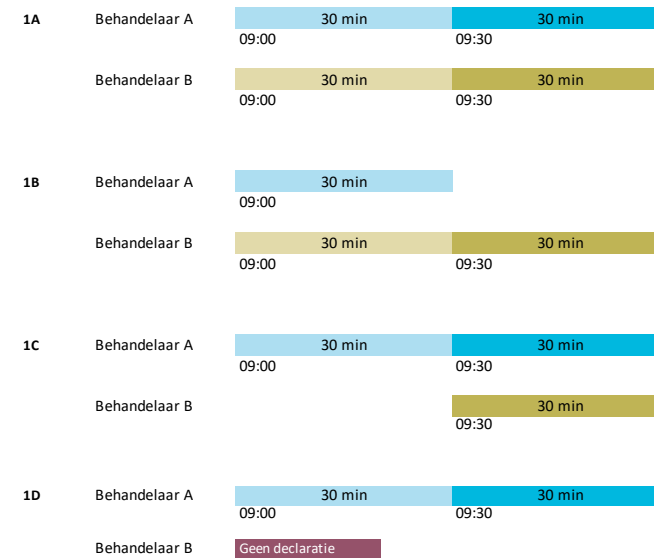 1A Behandelaar A 30 min 30 min
09:00 09:30
Behandelaar B 30 min 30 min
09:00 09:30
1B Behandelaar A 30 min
09:00
Behandelaar B 30 min 30 min
09:00 09:30
1C Behandelaar A 30 min 30 min
09:00 09:30
Behandelaar B 30 min
09:30
1D Behandelaar A 30 min 30 min
09:00 09:30
Behandelaar B Geen declaratie